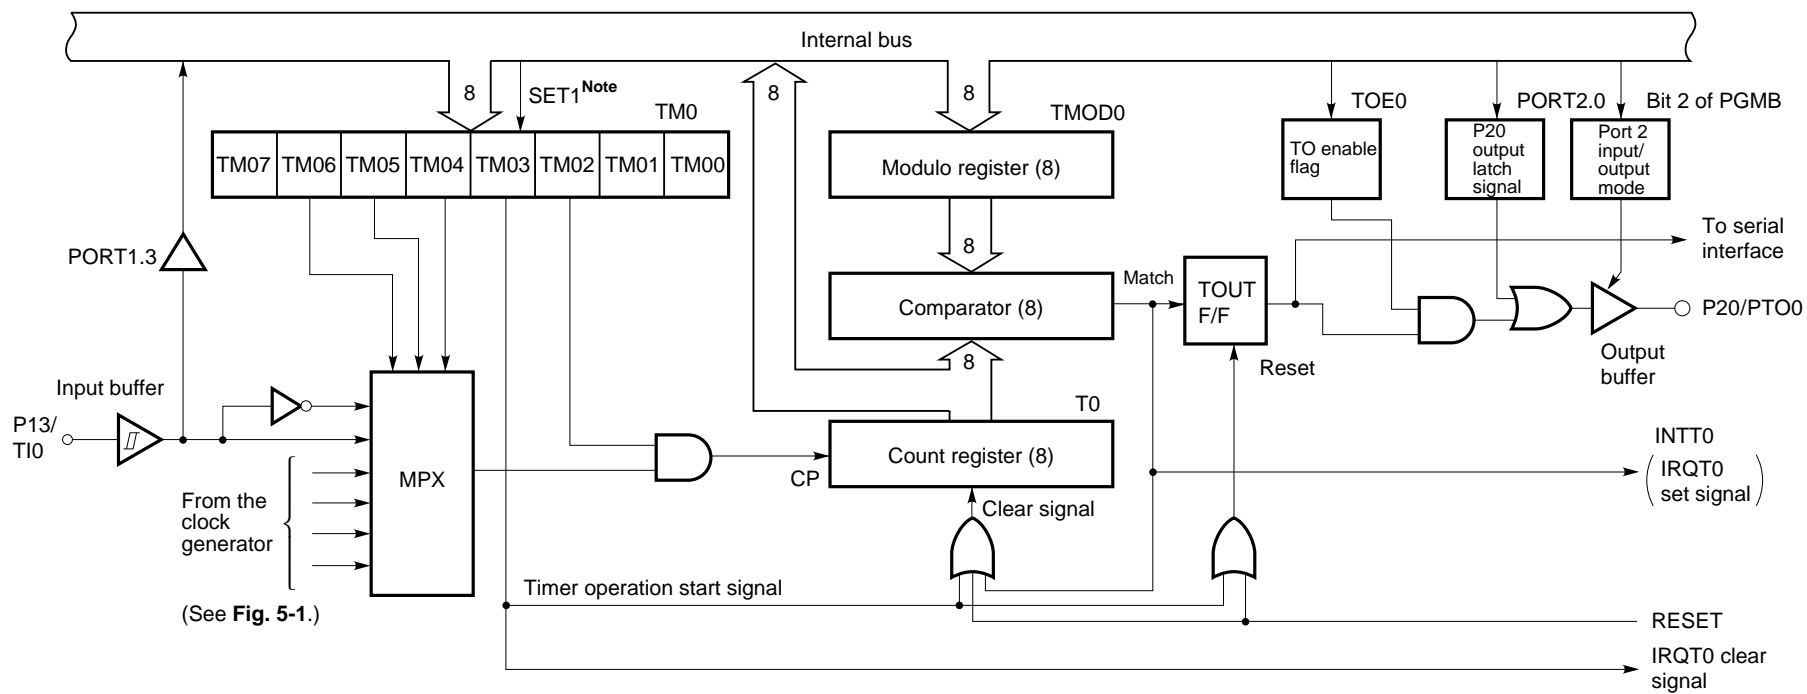 Internal bus
8
SET1Note
8
8
TM0
TMOD0
TOE0
PORT2.0
Bit 2 of PGMB
TM07
TM06
TM05
TM04
TM03
TM02
TM01
TM00
Modulo register (8)
TO enable
flag
P20
output
latch
signal
Port 2
input/
output
mode
PORT1.3
8
To serial
interface
Match
Comparator (8)
TOUT
F/F
P20/PTO0
Output
buffer
8
Reset
Input buffer
P13/
TI0
T0
MPX
CP
Count register (8)
INTT0
IRQT0
set signal
From the
clock
generator
Clear signal
Timer operation start signal
(See Fig. 5-1.)
RESET
IRQT0 clear
signal